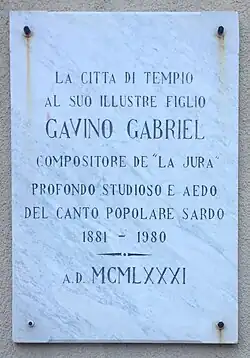 LA CITTA DI TEMPIO
AL SUO ILLUSTRE FIGLIO
GAVINO GABRIEL
COMPOSITORE DE "LA JURA"
PROFONDO STUDIOSO E AEDO
DEL CANTO POPOLARE SARDO
1881 - 1980
A.D. MCMLXXXI